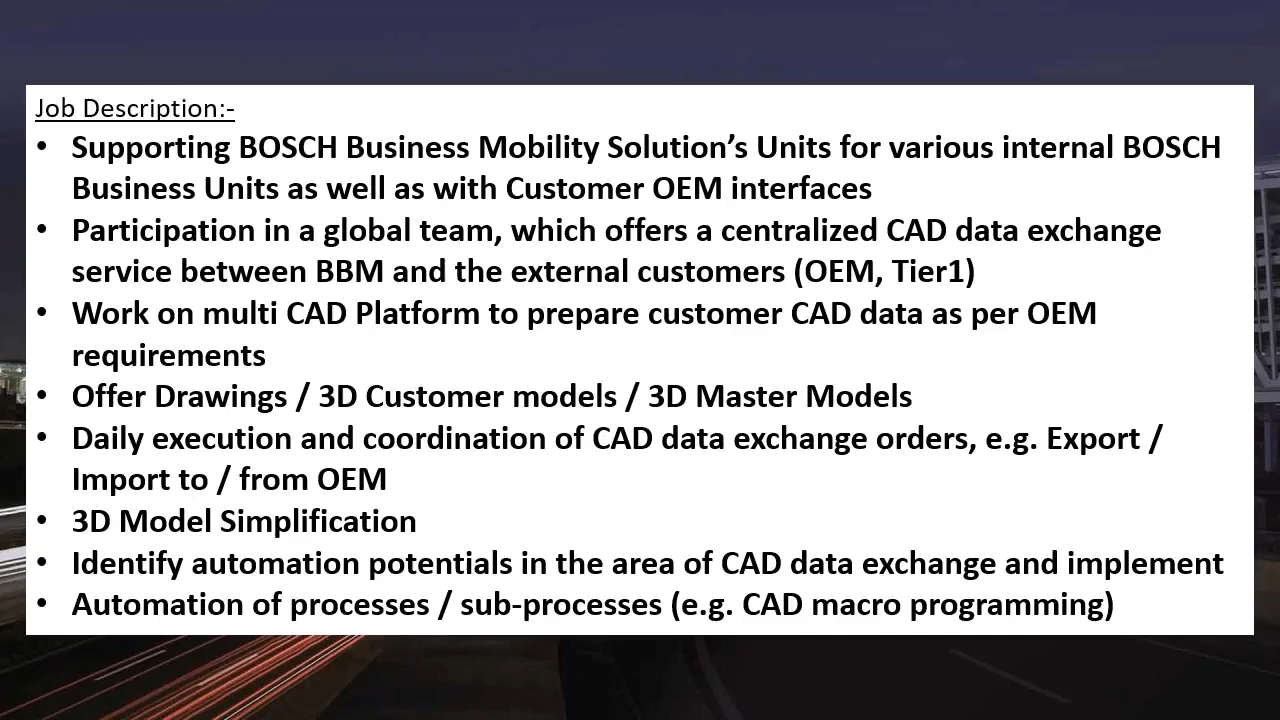 Job Description:-
• Supporting BOSCH Business Mobility Solution’s Units for various internal BOSCH
Business Units as well as with Customer OEM interfaces
• Participation in a global team, which offers a centralized CAD data exchange
service between BBM and the external customers (OEM, Tier1)
• Work on multi CAD Platform to prepare customer CAD data as per OEM
requirements
• Offer Drawings / 3D Customer models / 3D Master Models
• Daily execution and coordination of CAD data exchange orders, e.g. Export /
Import to / from OEM
• 3D Model Simplification
• Identify automation potentials in the area of CAD data exchange and implement
• Automation of processes / sub-processes (e.g. CAD macro programming)